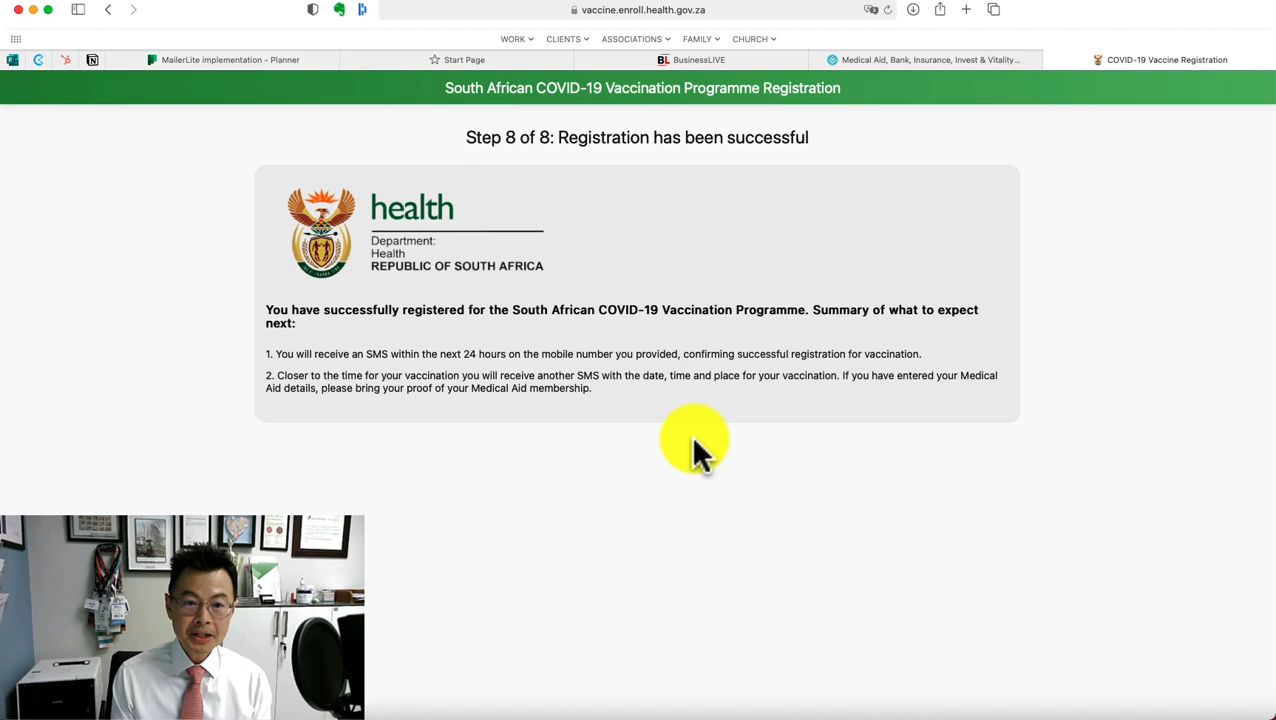 vaccine.enroll.health.gov.za
WORK CLIENTS ASSOCIATIONS FAMILY CHURCH
MailerLite implementation - Planner
Start Page
BL BusinessLIVE
Medical Aid, Bank, Insurance, Invest & Vitality...
COVID-19 Vaccine Registration
South African COVID-19 Vaccination Programme Registration
Step 8 of 8: Registration has been successful
health
Department:
Health
REPUBLIC OF SOUTH AFRICA
You have successfully registered for the South African COVID-19 Vaccination Programme. Summary of what to expect
next:
1. You will receive an SMS within the next 24 hours on the mobile number you provided, confirming successful registration for vaccination.
2. Closer to the time for your vaccination you will receive another SMS with the date, time and place for your vaccination. If you have entered your Medical
Aid details, please bring your proof of your Medical Aid membership.